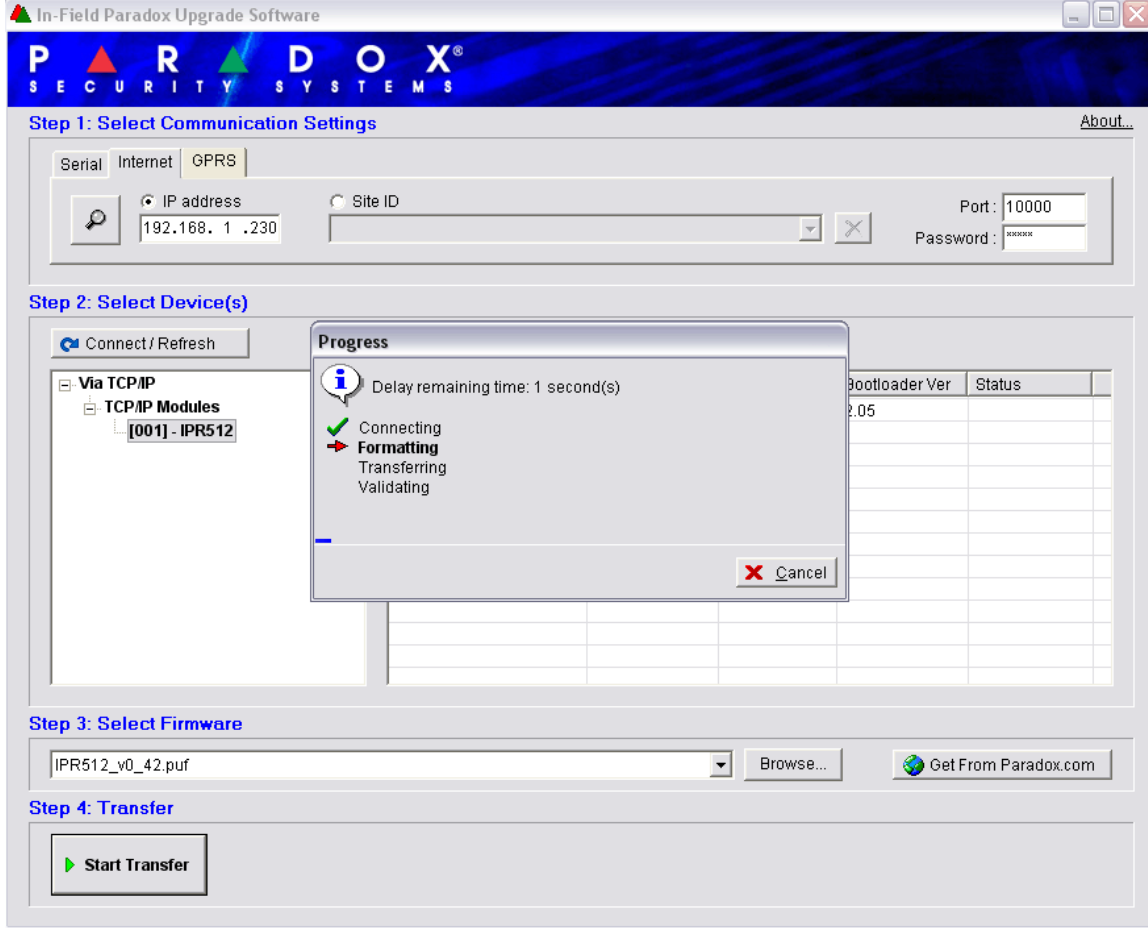 In-Field Paradox Upgrade Software
PARADOX®
SECURITY SYSTEMS
Step 1: Select Communication Settings
About...
Serial Internet GPRS
IP address Site ID
192.168. 1 .230
Port : 10000
Password : *****
Step 2: Select Device(s)
Connect / Refresh
Via TCP/IP
TCP/IP Modules
[001] - IPR512
Progress
Delay remaining time: 1 second(s)
Connecting
Formatting
Transferring
Validating
Cancel
Bootloader Ver Status
2.05
Step 3: Select Firmware
IPR512_v0_42.puf Browse... Get From Paradox.com
Step 4: Transfer
Start Transfer